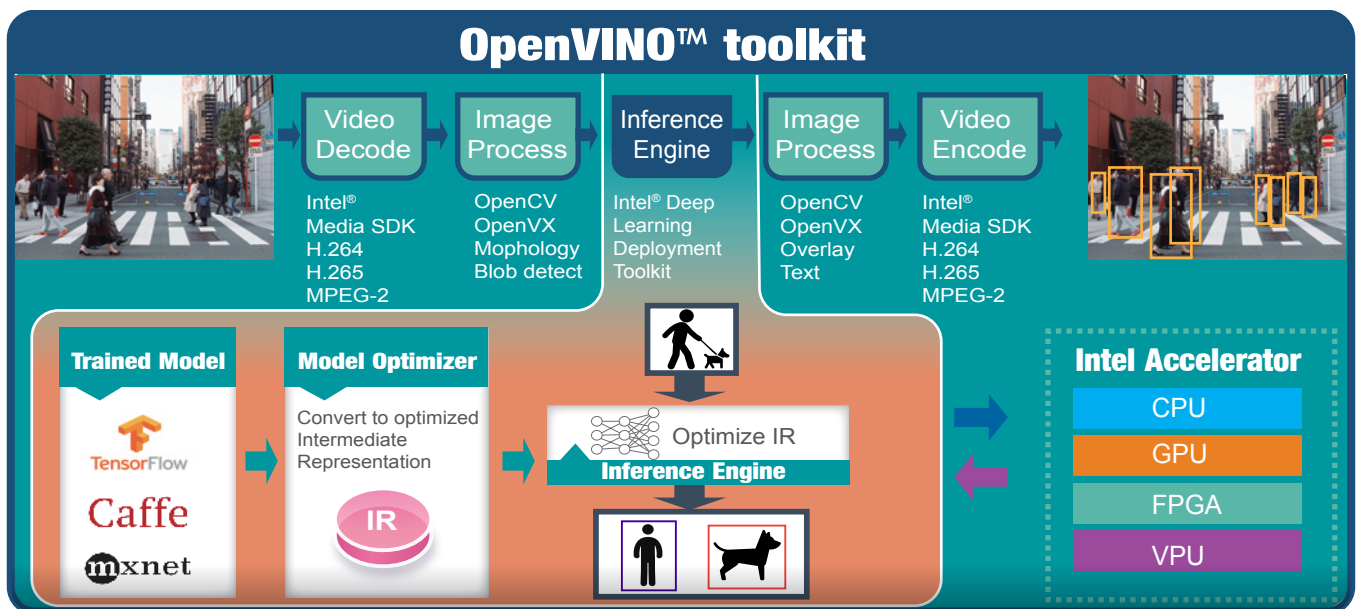 OpenVINO™ toolkit
Video
Decode
Intel®
Media SDK
H.264
H.265
MPEG-2
Image
Process
OpenCV
OpenVX
Mophology
Blob detect
Inference
Engine
Intel® Deep
Learning
Deployment
Toolkit
Image
Process
OpenCV
OpenVX
Overlay
Text
Video
Encode
Intel®
Media SDK
H.264
H.265
MPEG-2
Trained Model
TensorFlow
Caffe
mxnet
Model Optimizer
Convert to optimized
Intermediate
Representation
IR
Optimize IR
Inference Engine
Intel Accelerator
CPU
GPU
FPGA
VPU